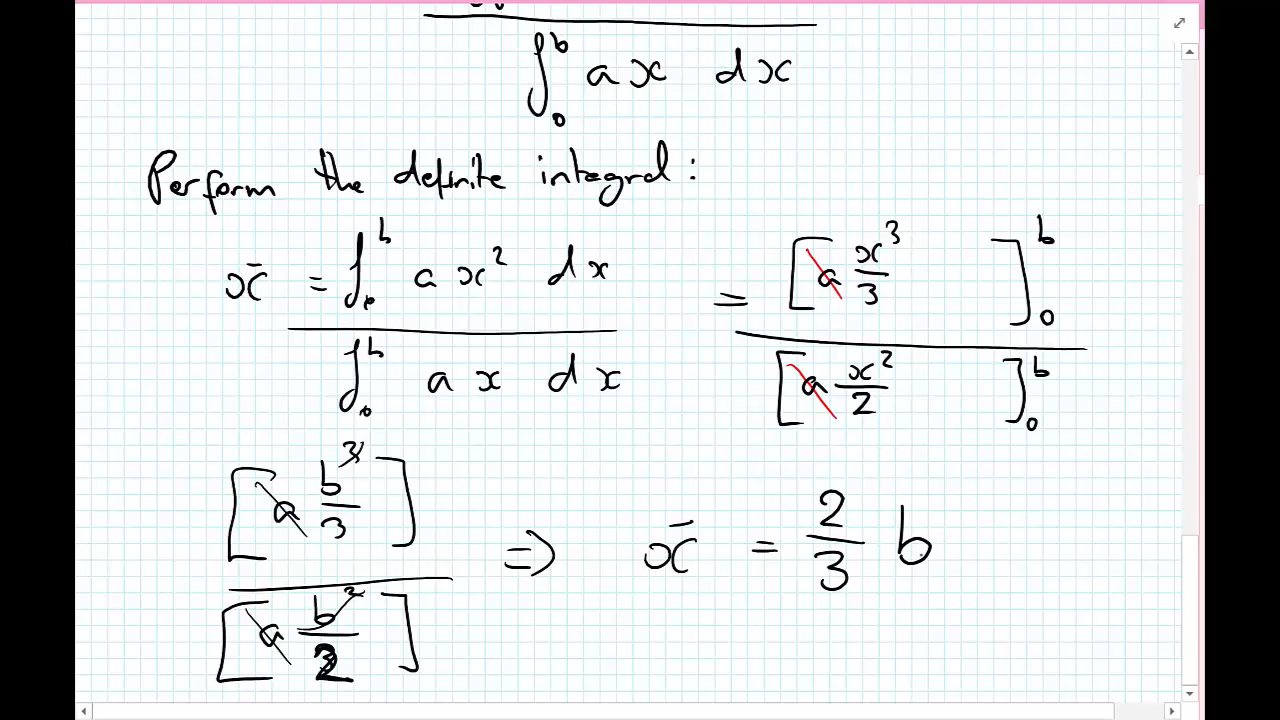 ∫₀ᵇ a x dx
Perform the definite integral :
x̄ = ∫₀ᵇ a x² dx / ∫₀ᵇ a x dx = [a x³/3]₀ᵇ / [a x²/2]₀ᵇ
[a b³/3] / [a b²/2] ⇒ x̄ = 2/3 b